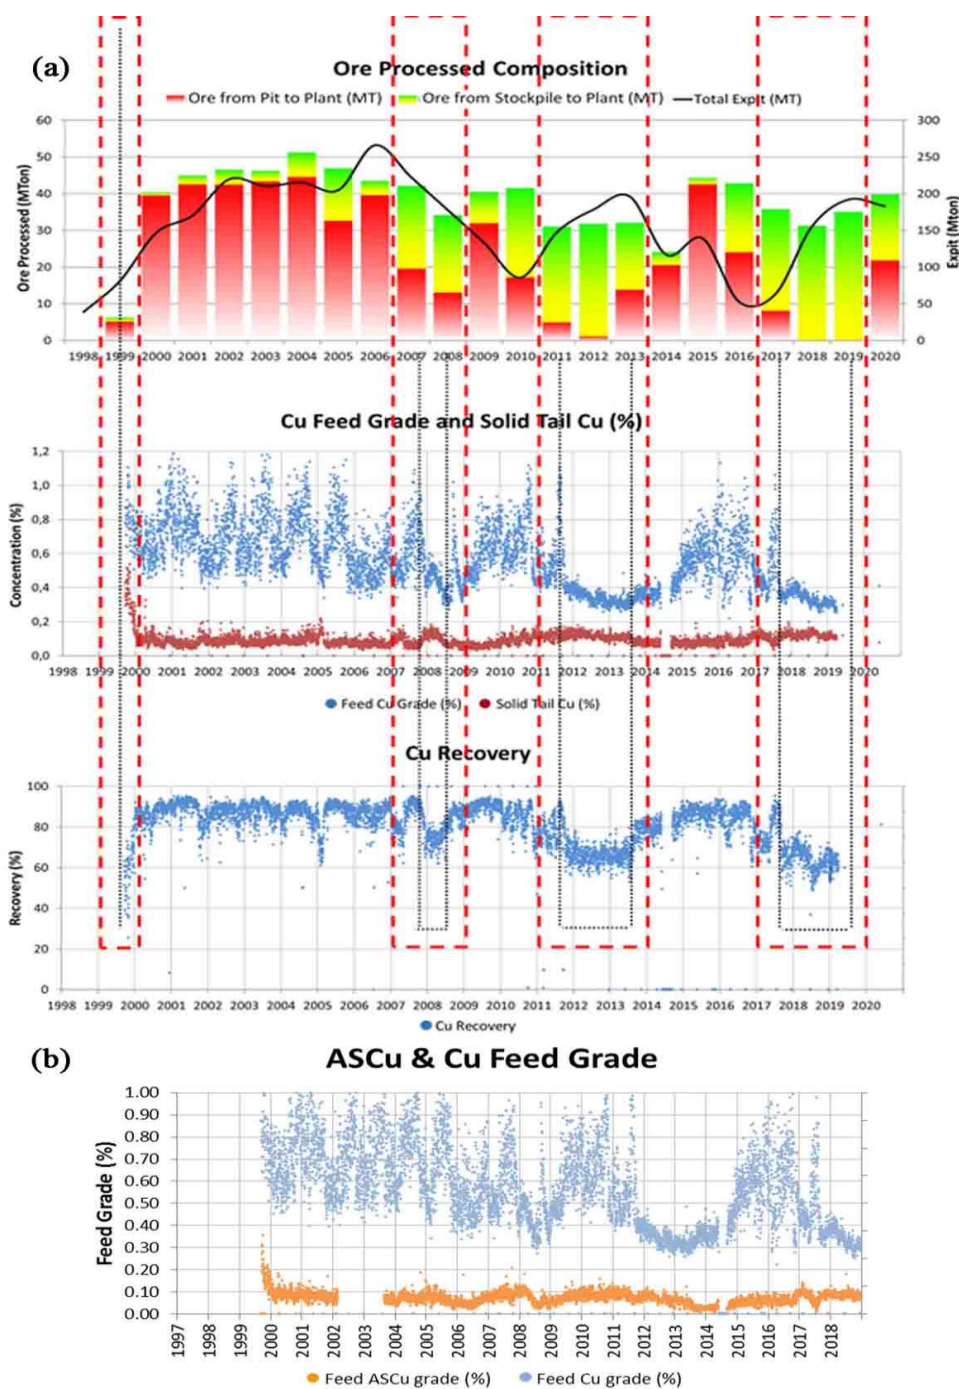 (a)
Ore Processed Composition
Ore from Pit to Plant (MT) Ore from Stockpile to Plant (MT) Total Expit (MT)
60 300
50 250
40 200
30 150
20 100
10 50
0 0
Ore Processed (MTon)
Expit (Mton)
1998 1999 2000 2001 2002 2003 2004 2005 2006 2007 2008 2009 2010 2011 2012 2013 2014 2015 2016 2017 2018 2019 2020
Cu Feed Grade and Solid Tail Cu (%)
1,2
1,0
0,8
0,6
0,4
0,2
0,0
Concentration (%)
1998 1999 2000 2001 2002 2003 2004 2005 2007 2008 2009 2010 2011 2012 2013 2014 2015 2016 2017 2018 2019 2020
Feed Cu Grade (%) Solid Tail Cu (%)
Cu Recovery
100
80
60
40
20
0
Recovery (%)
1998 1999 2000 2001 2002 2003 2004 2005 2007 2008 2009 2010 2011 2012 2013 2014 2015 2016 2017 2018 2019 2020
Cu Recovery
(b)
ASCu & Cu Feed Grade
1.00
0.90
0.80
0.70
0.60
0.50
0.40
0.30
0.20
0.10
0.00
Feed Grade (%)
1997 1998 1999 2000 2001 2002 2003 2004 2005 2006 2007 2008 2009 2010 2011 2012 2013 2014 2015 2016 2017 2018
Feed ASCu grade (%) Feed Cu grade (%)